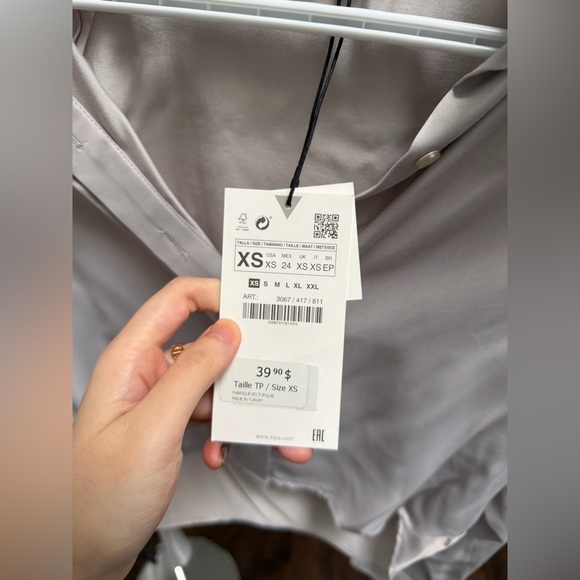 TALLA / SIZE / TAMANHO / TAILLE / MAAT / ΜΕΓΕΘΟΣ
XS
USA MEX UK IT BR
XS 24 XS XS EP
XS S M L XL XXL
ART.: 3067 / 417 / 811
39 90 $
Taille TP / Size XS
FABRIQUÉ EN TURQUIE
MADE IN TURKEY
www.zara.com
EAC